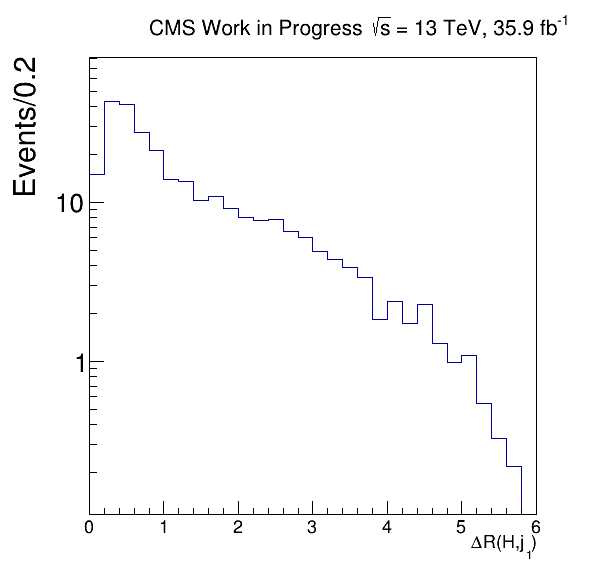 CMS Work in Progress √s = 13 TeV, 35.9 fb⁻¹
Events/0.2
10
1
0 1 2 3 4 5 6
ΔR(H,j₁)